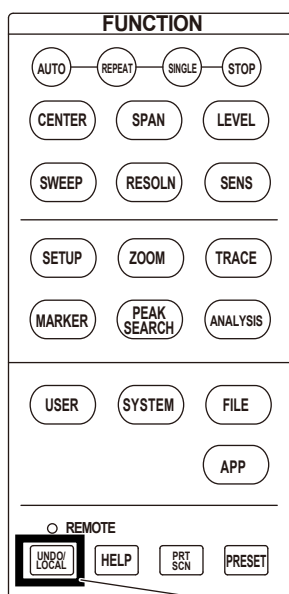 FUNCTION
AUTO REPEAT SINGLE STOP
CENTER SPAN LEVEL
SWEEP RESOLN SENS
SETUP ZOOM TRACE
MARKER PEAK SEARCH ANALYSIS
USER SYSTEM FILE
APP
REMOTE
UNDO/ LOCAL HELP PRT SCN PRESET